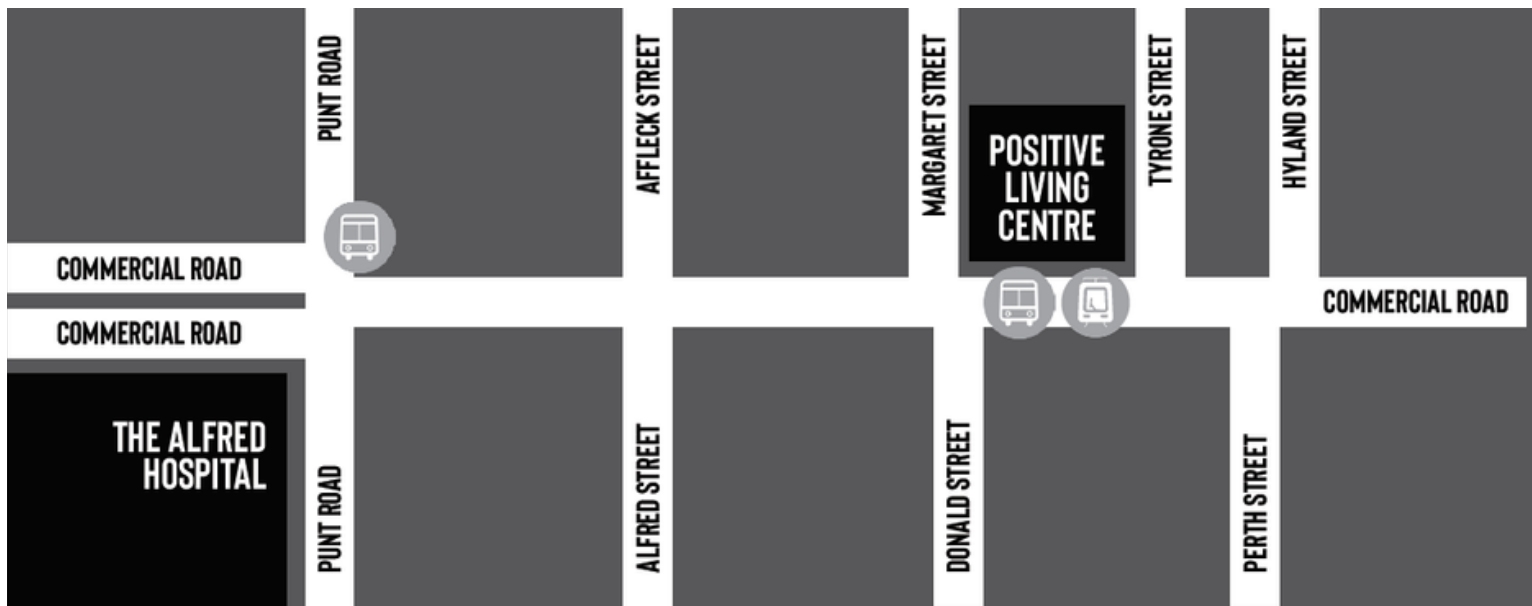 PUNT ROAD
AFFLECK STREET
MARGARET STREET
TYRONE STREET
HYLAND STREET
POSITIVE
LIVING
CENTRE
COMMERCIAL ROAD
COMMERCIAL ROAD
COMMERCIAL ROAD
THE ALFRED
HOSPITAL
PUNT ROAD
ALFRED STREET
DONALD STREET
PERTH STREET